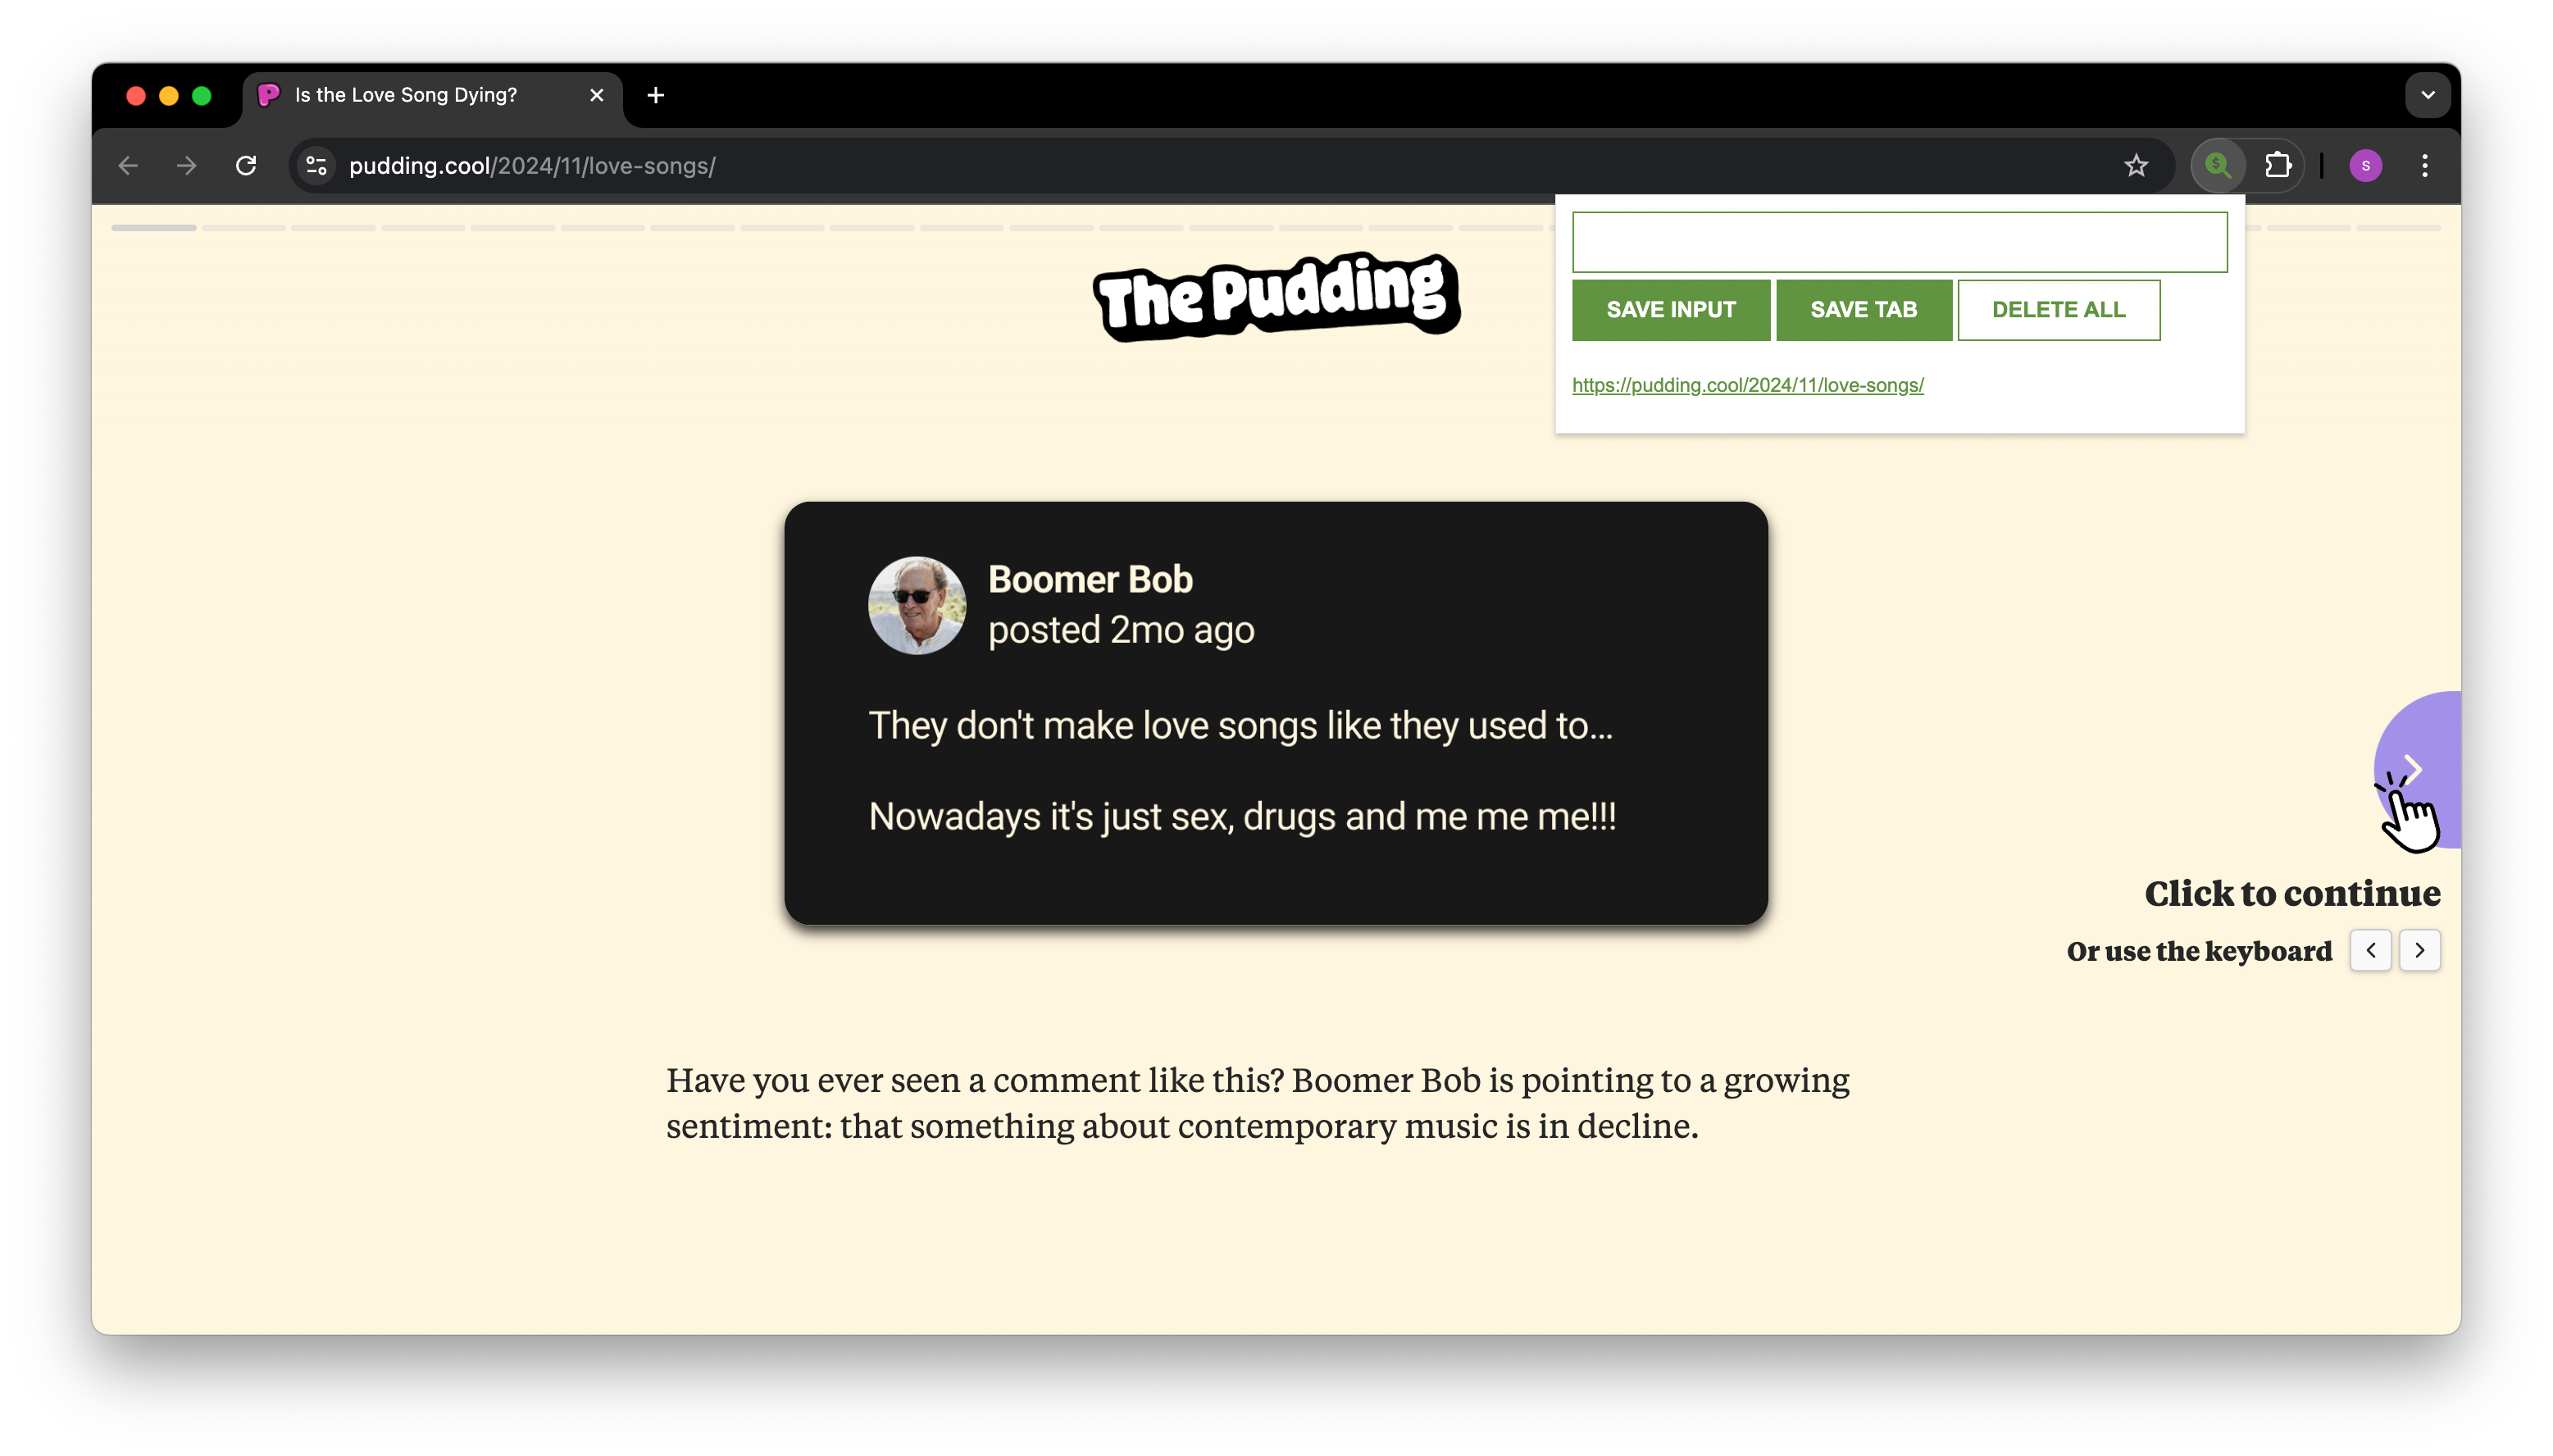 Is the Love Song Dying?
pudding.cool/2024/11/love-songs/
S
The Pudding
SAVE INPUT SAVE TAB DELETE ALL
https://pudding.cool/2024/11/love-songs/
Boomer Bob
posted 2mo ago
They don't make love songs like they used to...
Nowadays it's just sex, drugs and me me me!!!
Click to continue
Or use the keyboard
Have you ever seen a comment like this? Boomer Bob is pointing to a growing
sentiment: that something about contemporary music is in decline.